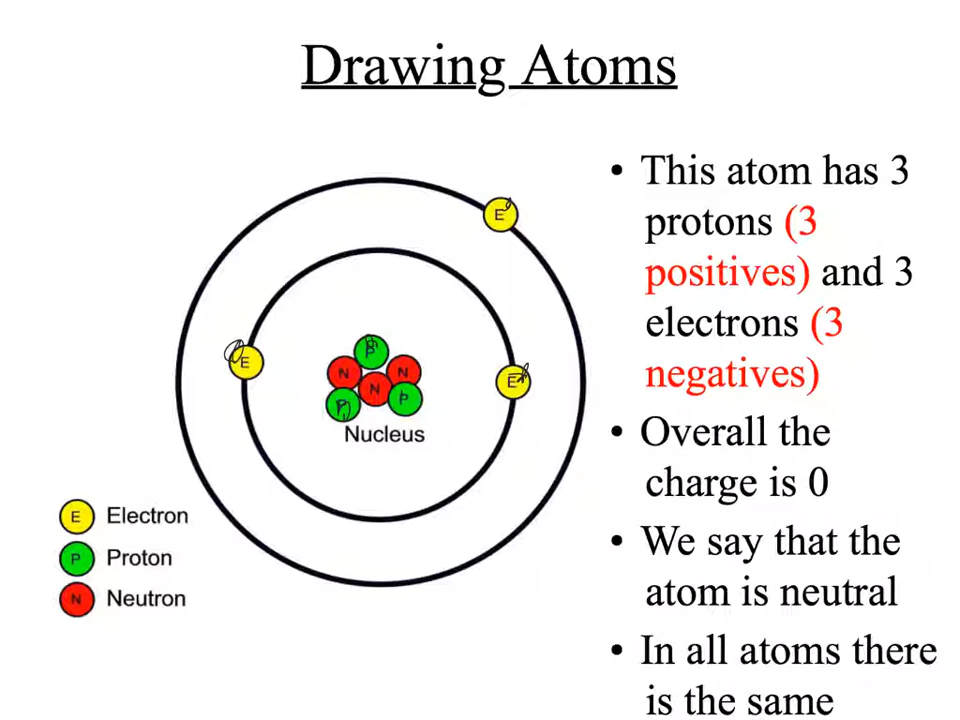 Drawing Atoms
• This atom has 3
protons (3
positives) and 3
electrons (3
negatives)
• Overall the
charge is 0
• We say that the
atom is neutral
• In all atoms there
is the same
E
E
E
P
N
N
N
P
P
Nucleus
E Electron
P Proton
N Neutron